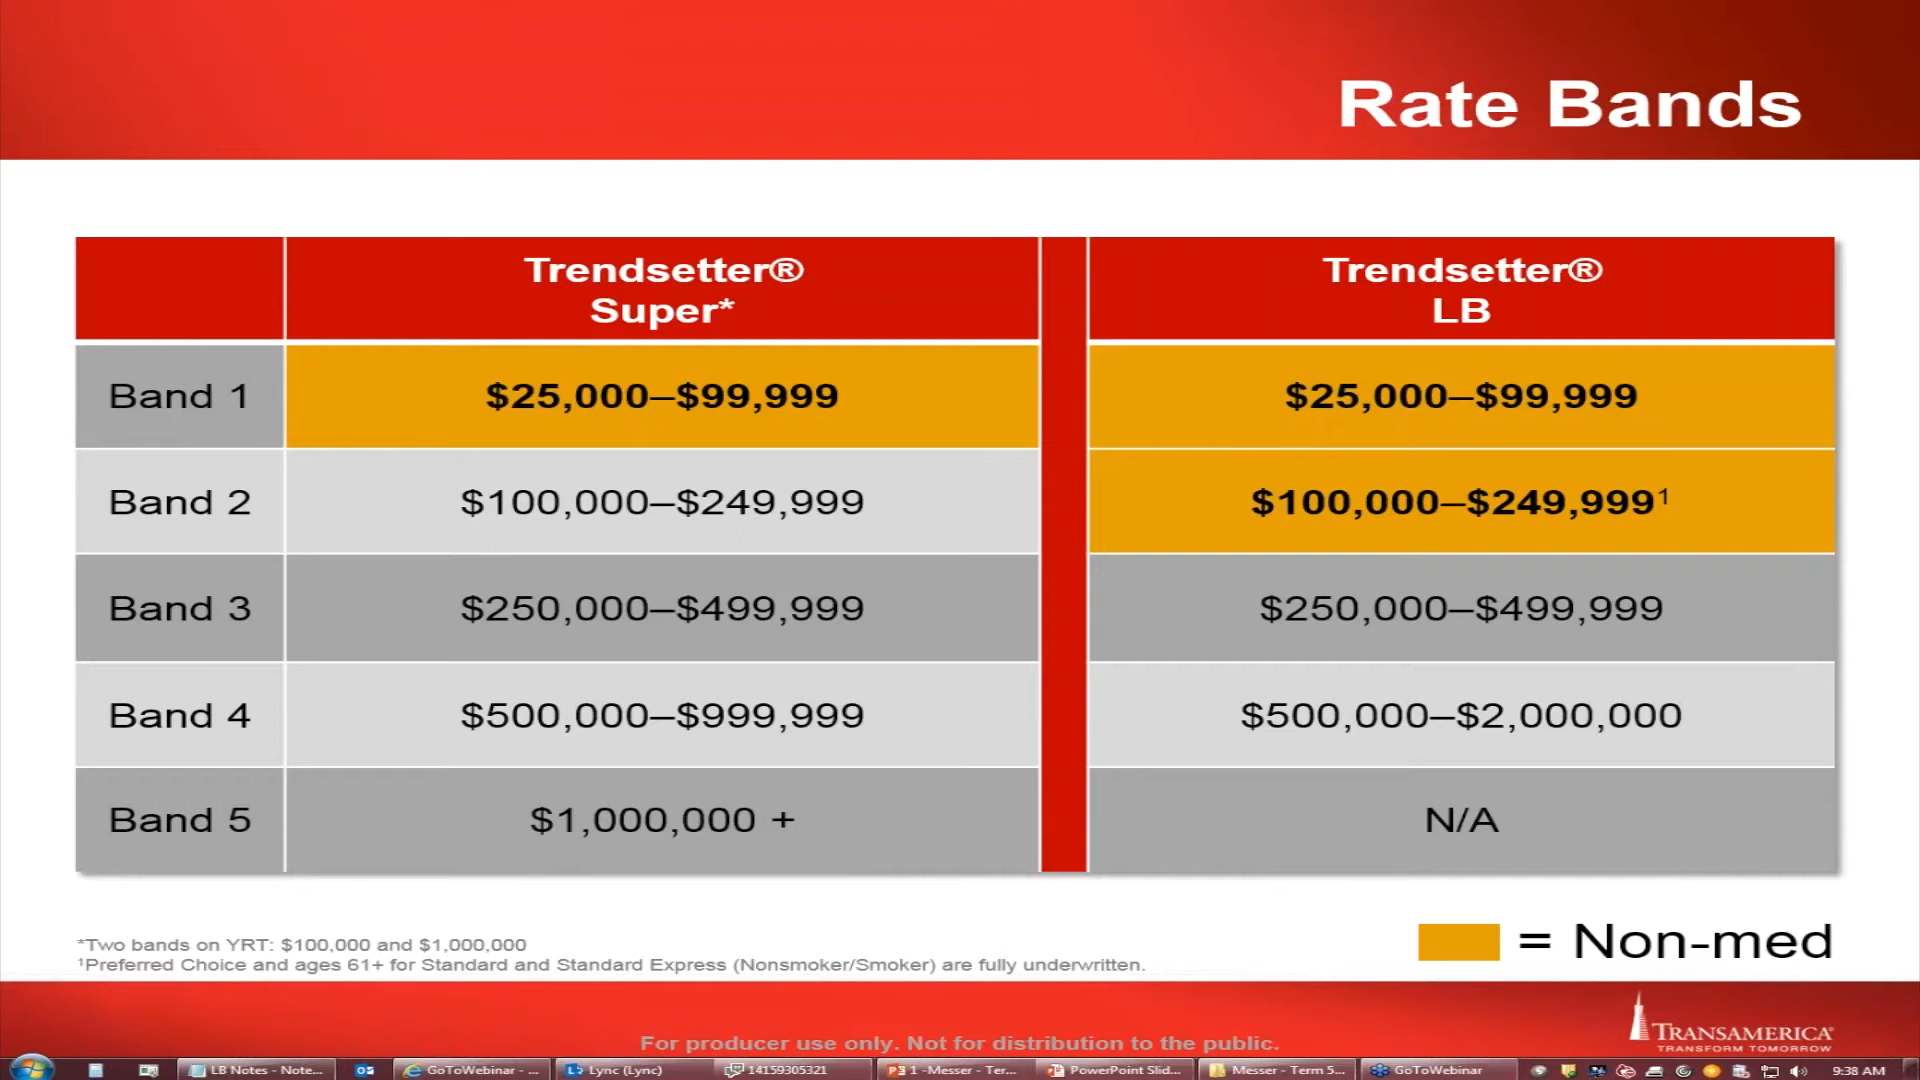 Rate Bands
Trendsetter®
Super*
Trendsetter®
LB
Band 1
$25,000–$99,999
$25,000–$99,999
Band 2
$100,000–$249,999
$100,000–$249,999¹
Band 3
$250,000–$499,999
$250,000–$499,999
Band 4
$500,000–$999,999
$500,000–$2,000,000
Band 5
$1,000,000 +
N/A
*Two bands on YRT: $100,000 and $1,000,000
¹Preferred Choice and ages 61+ for Standard and Standard Express (Nonsmoker/Smoker) are fully underwritten.
= Non-med
TRANSAMERICA®
TRANSFORM TOMORROW
For producer use only. Not for distribution to the public.
LB Notes - Note...
GoToWebinar - ...
Lync (Lync)
14159305321
1 -Messer - Ter...
PowerPoint Slid...
Messer - Term 5...
GoToWebinar
9:38 AM